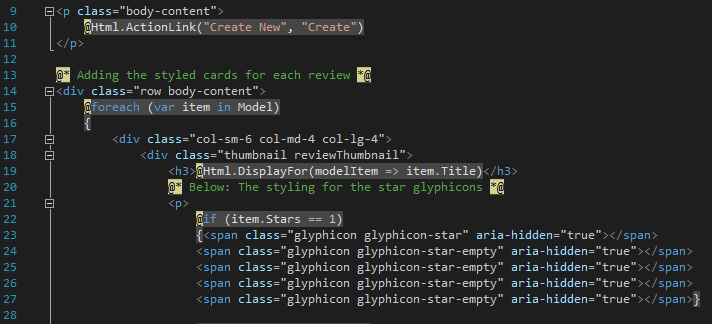 9 <p class="body-content">
10 @Html.ActionLink("Create New", "Create")
11 </p>
12
13 @* Adding the styled cards for each review *@
14 <div class="row body-content">
15 @foreach (var item in Model)
16 {
17 <div class="col-sm-6 col-md-4 col-lg-4">
18 <div class="thumbnail reviewThumbnail">
19 <h3>@Html.DisplayFor(modelItem => item.Title)</h3>
20 @* Below: The styling for the star glyphicons *@
21 <p>
22 @if (item.Stars == 1)
23 {<span class="glyphicon glyphicon-star" aria-hidden="true"></span>
24 <span class="glyphicon glyphicon-star-empty" aria-hidden="true"></span>
25 <span class="glyphicon glyphicon-star-empty" aria-hidden="true"></span>
26 <span class="glyphicon glyphicon-star-empty" aria-hidden="true"></span>
27 <span class="glyphicon glyphicon-star-empty" aria-hidden="true"></span>}
28